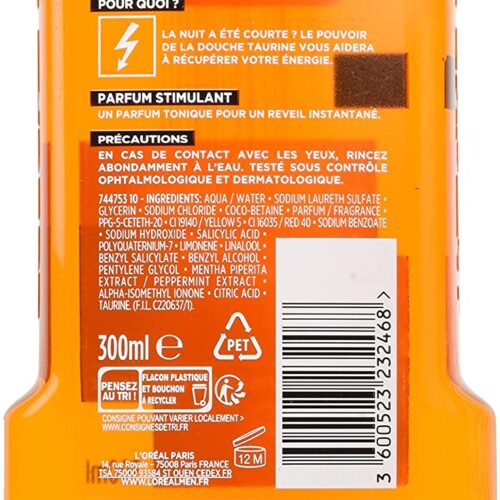 POUR QUOI ?
LA NUIT A ÉTÉ COURTE ? LE POUVOIR
DE LA DOUCHE TAURINE VOUS AIDERA
À RÉCUPÉRER VOTRE ÉNERGIE.
PARFUM STIMULANT
UN PARFUM TONIQUE POUR UN REVEIL INSTANTANÉ.
PRÉCAUTIONS
EN CAS DE CONTACT AVEC LES YEUX, RINCEZ
ABONDAMMENT À L'EAU. TESTÉ SOUS CONTRÔLE
OPHTALMOLOGIQUE ET DERMATOLOGIQUE.
744753 10 - INGREDIENTS: AQUA / WATER • SODIUM LAURETH SULFATE •
GLYCERIN • SODIUM CHLORIDE • COCO-BETAINE • PARFUM / FRAGRANCE
PPG-5-CETETH-20 • CI 19140 / YELLOW 5 • CI 16035 / RED 40 • SODIUM BENZOATE
• SODIUM HYDROXIDE • SALICYLIC ACID •
POLYQUATERNIUM-7 • LIMONENE • LINALOOL •
BENZYL SALICYLATE • BENZYL ALCOHOL •
PENTYLENE GLYCOL • MENTHA PIPERITA
EXTRACT / PEPPERMINT EXTRACT •
ALPHA-ISOMETHYL IONONE • CITRIC ACID •
TAURINE. (F.I.L. C220637/1)
300ml ℮
PET
3600523232468
PENSEZ
AU TRI !
FLACON PLASTIQUE
ET BOUCHON
À RECYCLER
CONSIGNE POUVANT VARIER LOCALEMENT >
WWW.CONSIGNESDETRI.FR
12 M
L'ORÉAL PARIS
14, rue Royale - 75008 PARIS FRANCE
TSA 75000 93584 ST OUEN CEDEX FR
WWW.LOREALMEN.FR